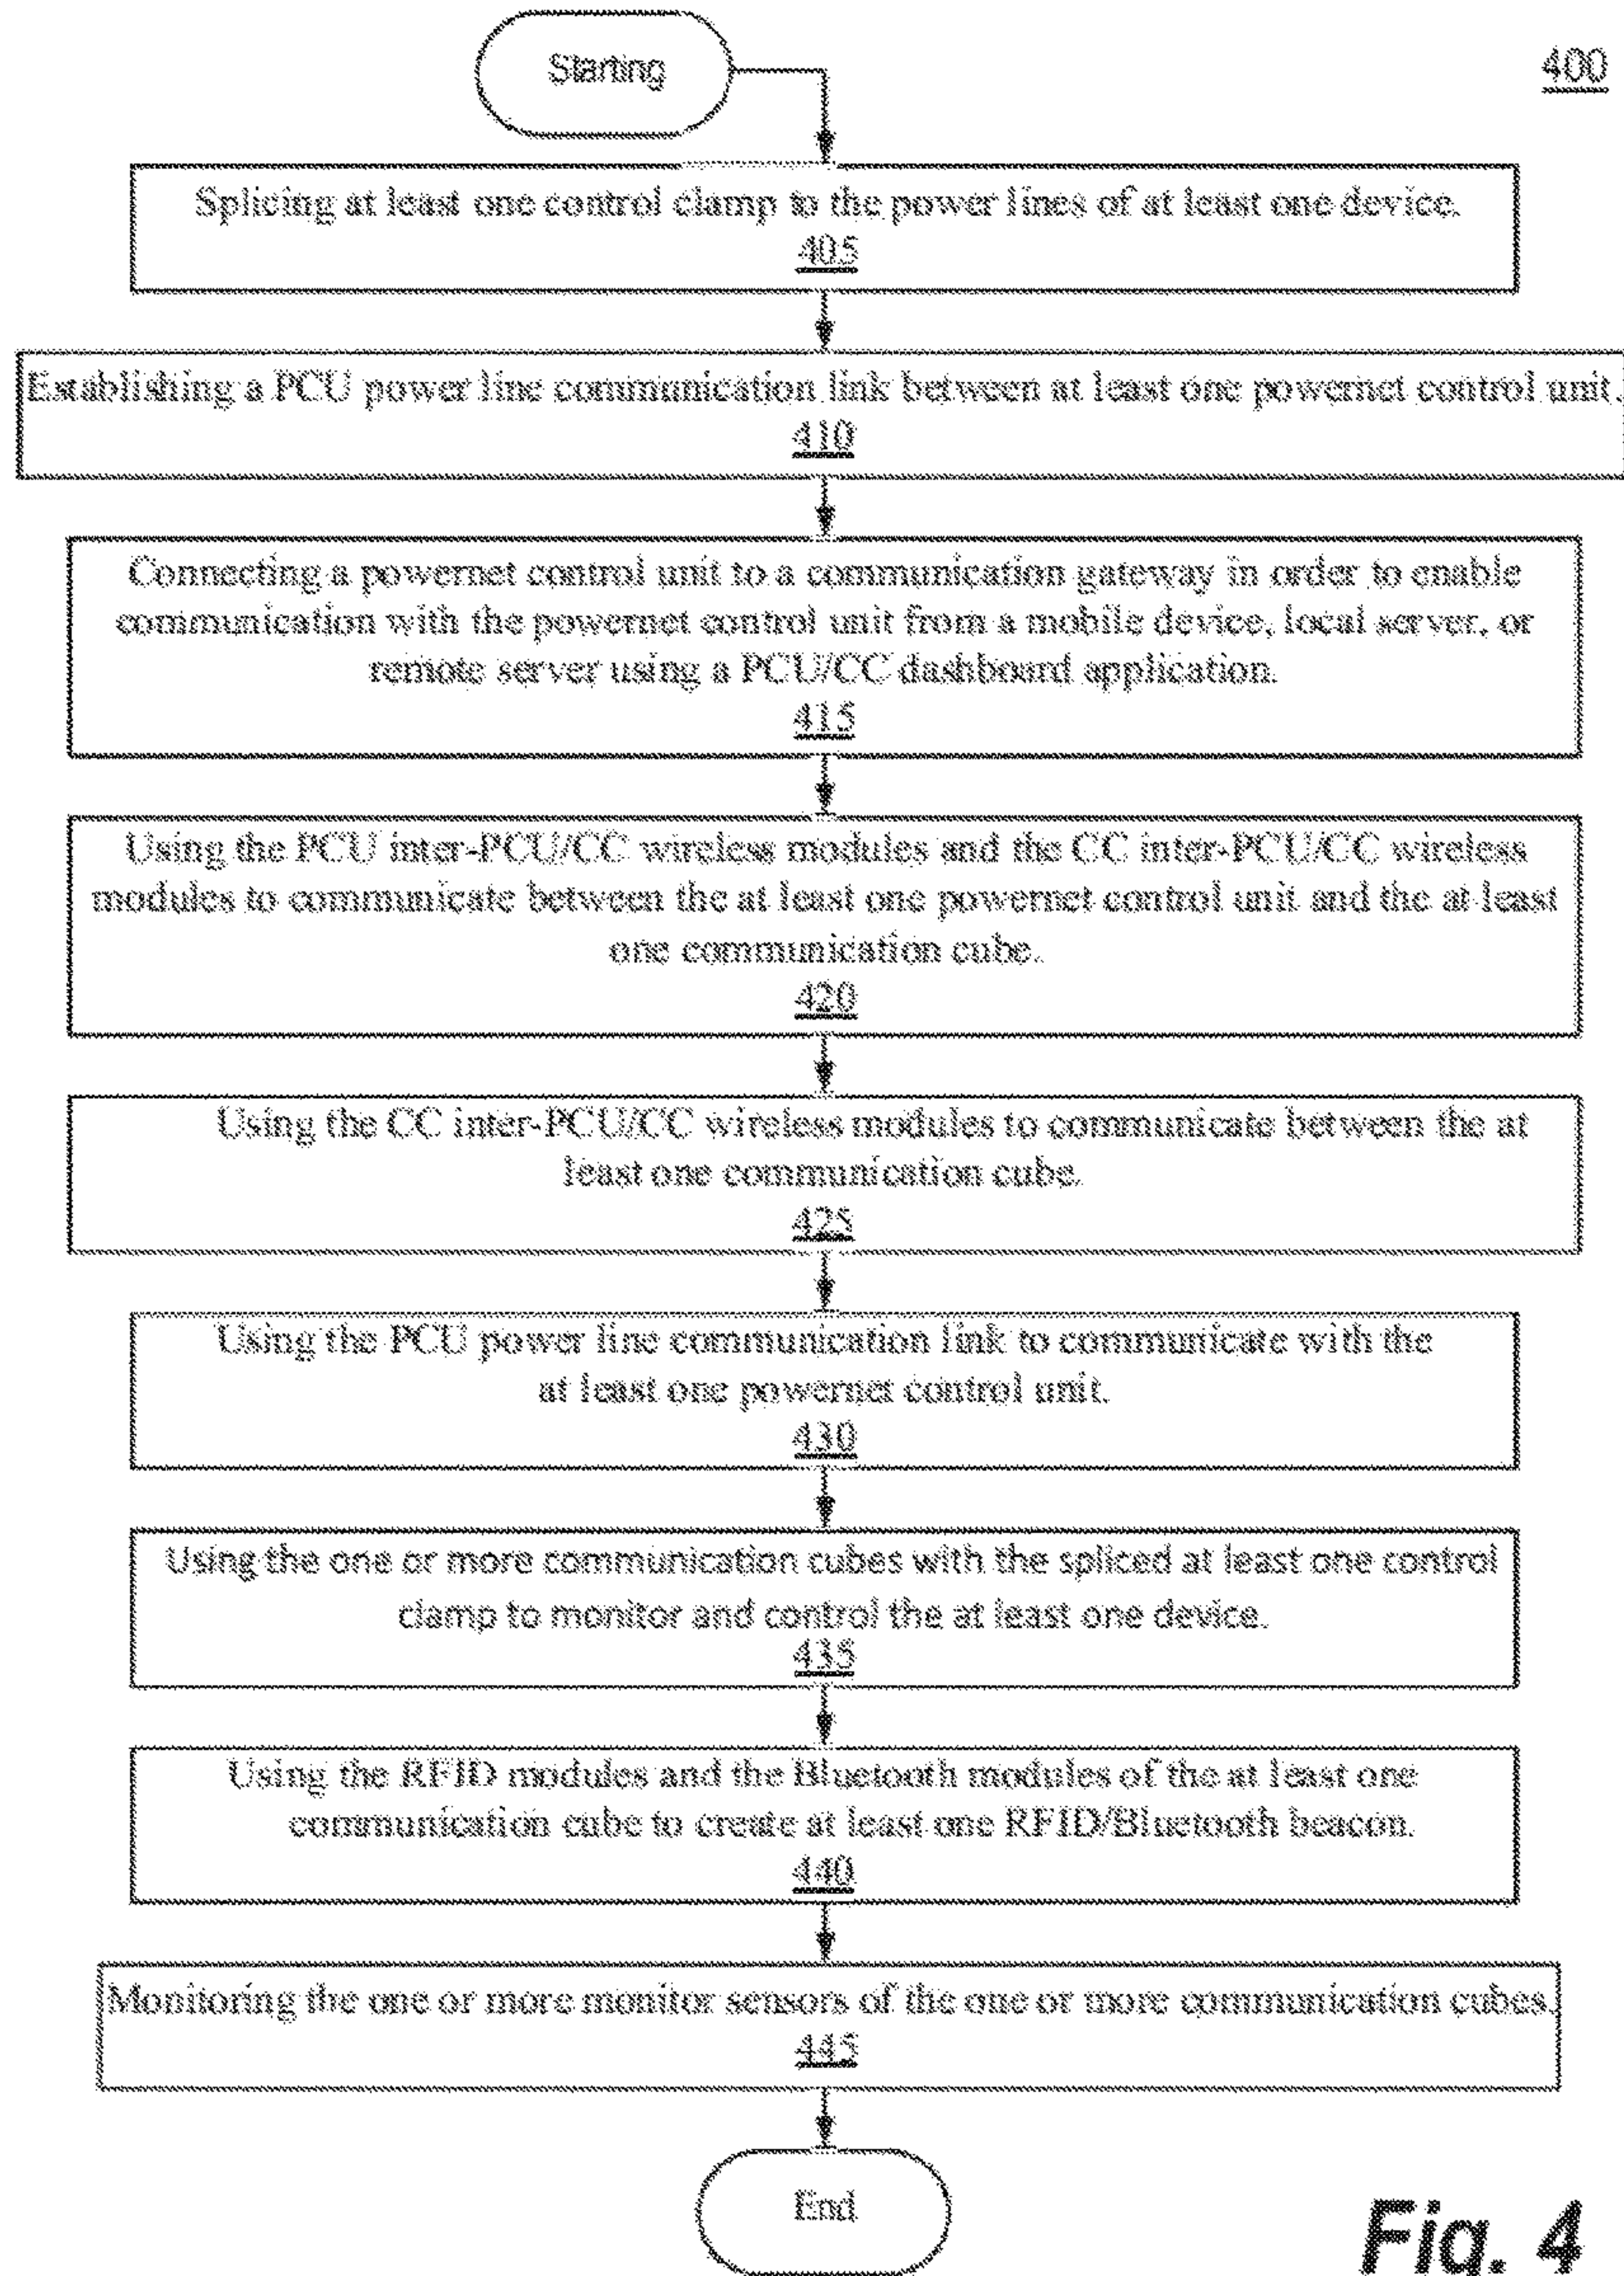 Starting
400
Splicing at least one control clamp to the power lines of at least one device.
405
Establishing a PCU power line communication link between at least one powernet control unit.
410
Connecting a powernet control unit to a communication gateway in order to enable
communication with the powernet control unit from a mobile device, local server, or
remote server using a PCU/CC dashboard application.
415
Using the PCU inter-PCU/CC wireless modules and the CC inter-PCU/CC wireless
modules to communicate between the at least one powernet control unit and the at least
one communication cube.
420
Using the CC inter-PCU/CC wireless modules to communicate between the at
least one communication cube.
425
Using the PCU power line communication link to communicate with the
at least one powernet control unit.
430
Using the one or more communication cubes with the spliced at least one control
clamp to monitor and control the at least one device.
435
Using the RFID modules and the Bluetooth modules of the at least one
communication cube to create at least one RFID/Bluetooth beacon.
440
Monitoring the one or more monitor sensors of the one or more communication cubes.
445
End
Fig. 4